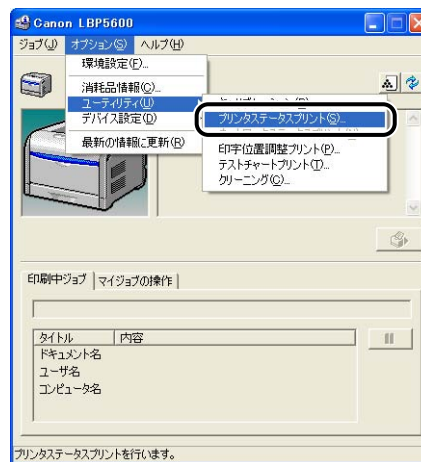 Canon LBP5600
ジョブ(J) オプション(S) ヘルプ(H)
環境設定(F)...
消耗品情報(C)...
ユーティリティ(U)
プリンタステータスプリント(S)...
デバイス設定(D)
最新の情報に更新(R)
印字位置調整プリント(P)...
テストチャートプリント(T)...
クリーニング(C)...
印刷中ジョブ マイジョブの操作
タイトル 内容
ドキュメント名
ユーザ名
コンピュータ名
プリンタステータスプリントを行います。